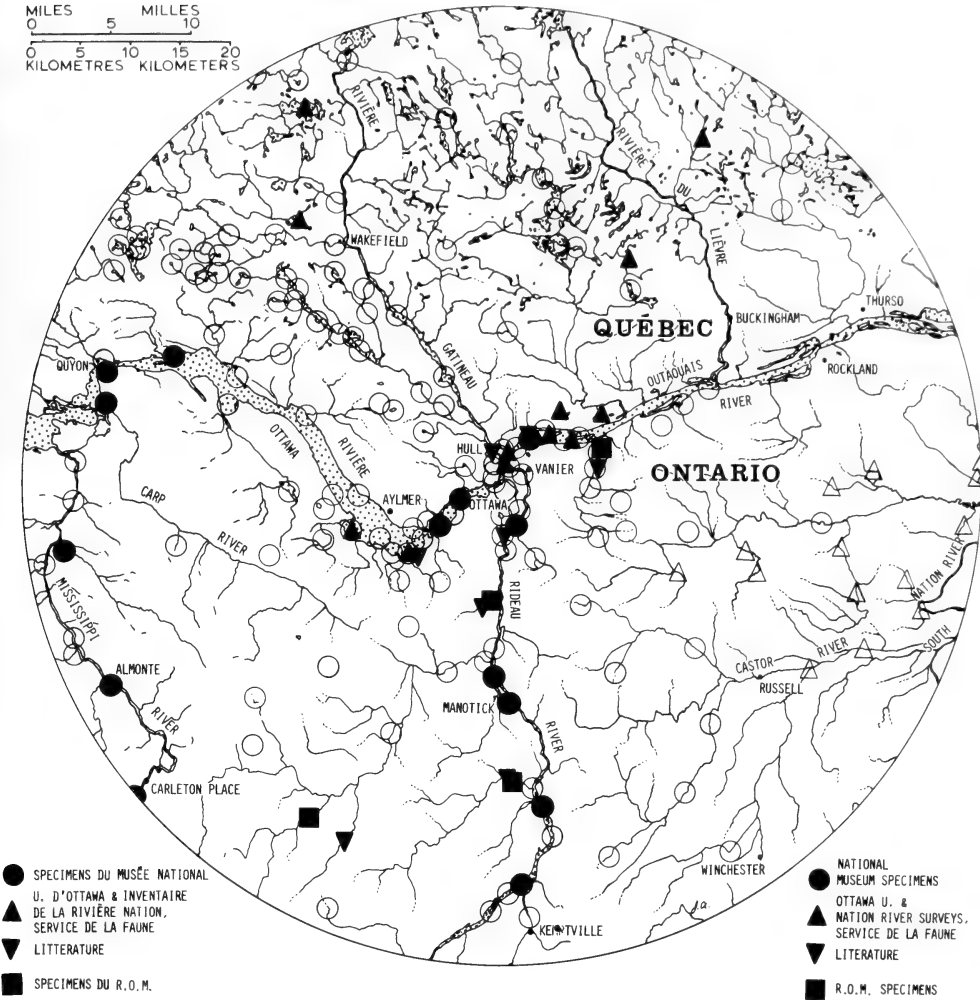 MILES MILLES
0 5 10
0 5 10 15 20
KILOMETRES KILOMETERS
RIVIÈRE
RIVIÈRE
DU
LIÈVRE
WAKEFIELD
THURSO
QUÉBEC
BUCKINGHAM
QUYON
GATINEAU
OUTAOUAIS
ROCKLAND
RIVER
OTTAWA
RIVIÈRE
HULL
VANIER
ONTARIO
CARP
AYLMER
OTTAWA
RIVER
MISSISSIPPI
RIDEAU
NATION RIVER
SOUTH
RIVER
CASTOR
RUSSELL
ALMONTE
MANOTICK
RIVER
RIVER
CARLETON PLACE
WINCHESTER
J.a.
KEMPTVILLE
SPECIMENS DU MUSÉE NATIONAL
U. D'OTTAWA & INVENTAIRE
DE LA RIVIÈRE NATION,
SERVICE DE LA FAUNE
LITTERATURE
SPECIMENS DU R.O.M.
NATIONAL
MUSEUM SPECIMENS
OTTAWA U. &
NATION RIVER SURVEYS,
SERVICE DE LA FAUNE
LITERATURE
R.O.M. SPECIMENS